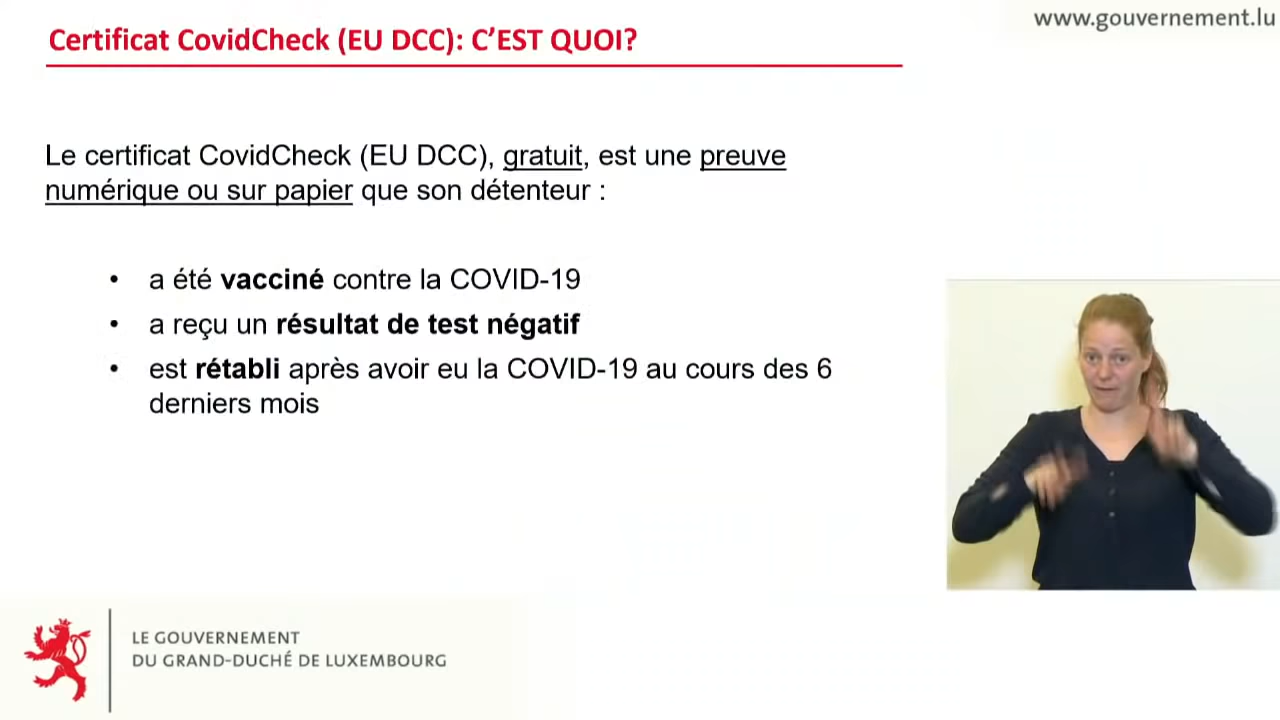 www.gouvernement.lu
Certificat CovidCheck (EU DCC): C’EST QUOI?
Le certificat CovidCheck (EU DCC), gratuit, est une preuve
numérique ou sur papier que son détenteur :
• a été vacciné contre la COVID-19
• a reçu un résultat de test négatif
• est rétabli après avoir eu la COVID-19 au cours des 6
derniers mois
LE GOUVERNEMENT
DU GRAND-DUCHÉ DE LUXEMBOURG